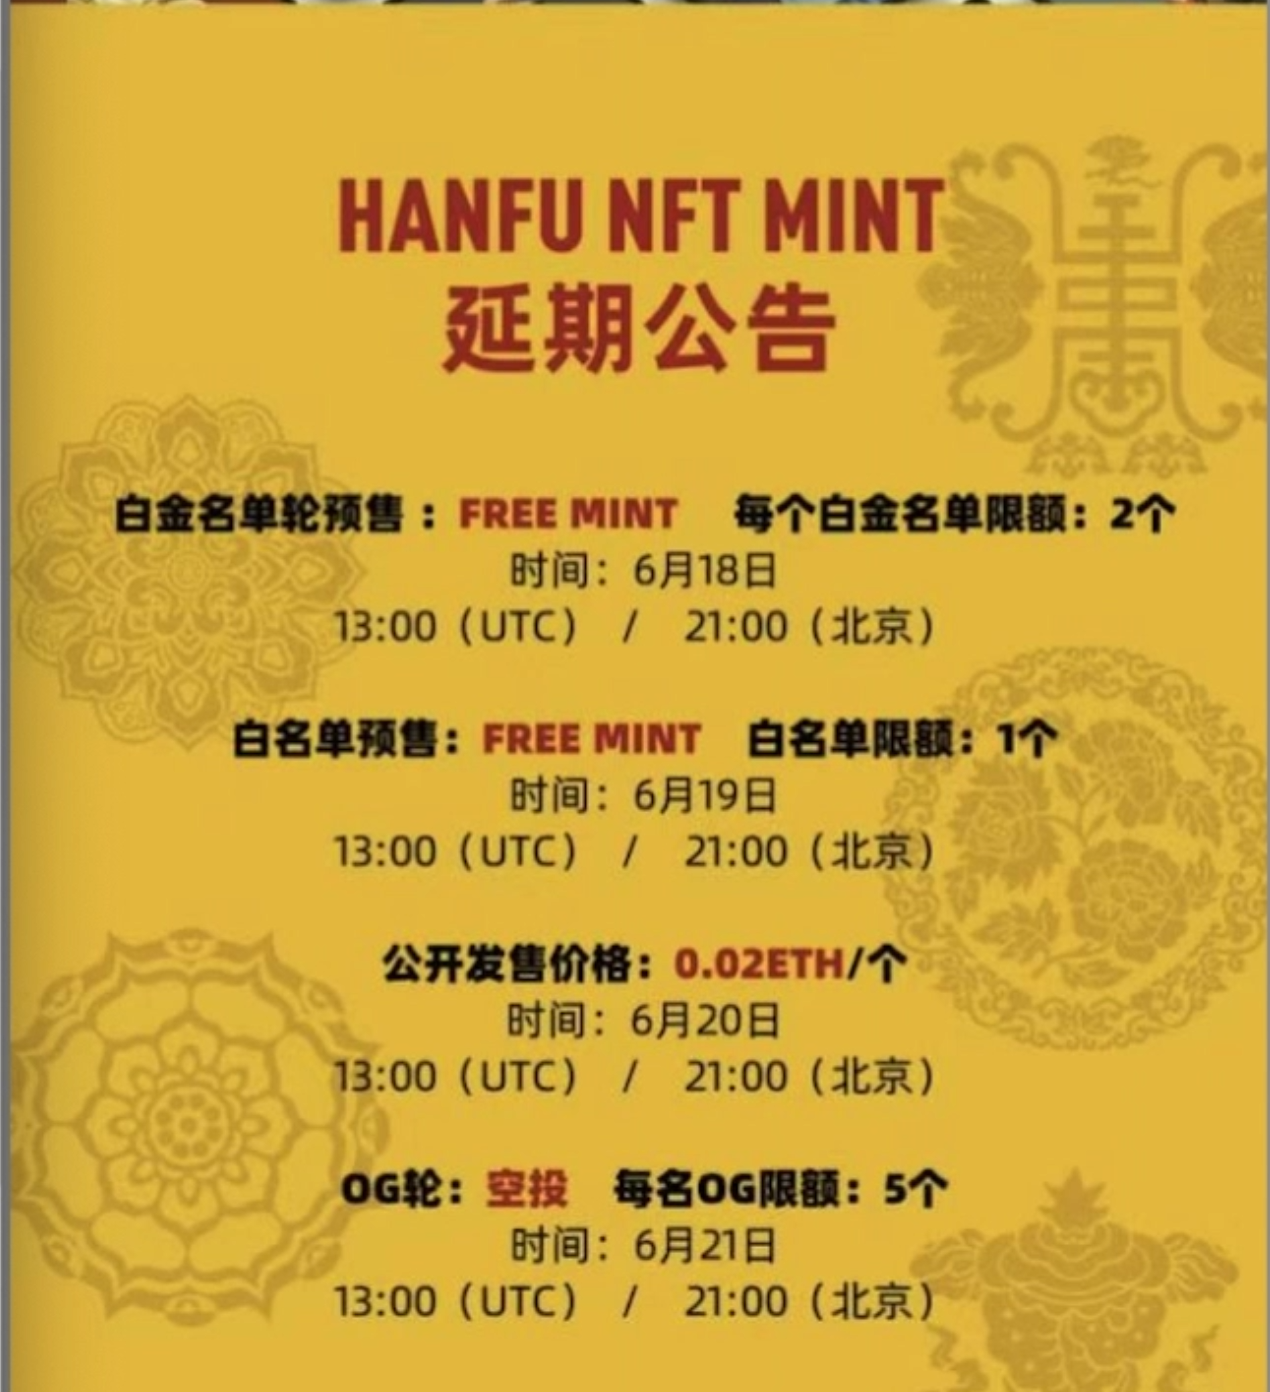 HANFU NFT MINT
延期公告
白金名单轮预售：FREE MINT 每个白金名单限额：2个
时间：6月18日
13:00（UTC） / 21:00（北京）
白名单预售：FREE MINT 白名单限额：1个
时间：6月19日
13:00（UTC） / 21:00（北京）
公开发售价格：0.02ETH/个
时间：6月20日
13:00（UTC） / 21:00（北京）
OG轮：空投 每名OG限额：5个
时间：6月21日
13:00（UTC） / 21:00（北京）